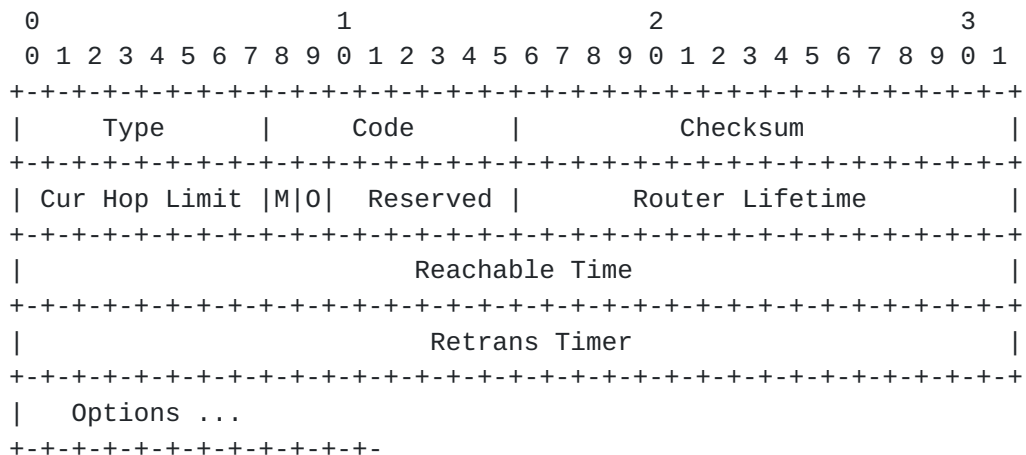 0                   1                   2                   3
 0 1 2 3 4 5 6 7 8 9 0 1 2 3 4 5 6 7 8 9 0 1 2 3 4 5 6 7 8 9 0 1
+-+-+-+-+-+-+-+-+-+-+-+-+-+-+-+-+-+-+-+-+-+-+-+-+-+-+-+-+-+-+-+-+
|     Type      |     Code      |          Checksum             |
+-+-+-+-+-+-+-+-+-+-+-+-+-+-+-+-+-+-+-+-+-+-+-+-+-+-+-+-+-+-+-+-+
| Cur Hop Limit |M|O|  Reserved |       Router Lifetime         |
+-+-+-+-+-+-+-+-+-+-+-+-+-+-+-+-+-+-+-+-+-+-+-+-+-+-+-+-+-+-+-+-+
|                         Reachable Time                        |
+-+-+-+-+-+-+-+-+-+-+-+-+-+-+-+-+-+-+-+-+-+-+-+-+-+-+-+-+-+-+-+-+
|                          Retrans Timer                        |
+-+-+-+-+-+-+-+-+-+-+-+-+-+-+-+-+-+-+-+-+-+-+-+-+-+-+-+-+-+-+-+-+
|   Options ...
+-+-+-+-+-+-+-+-+-+-+-+-